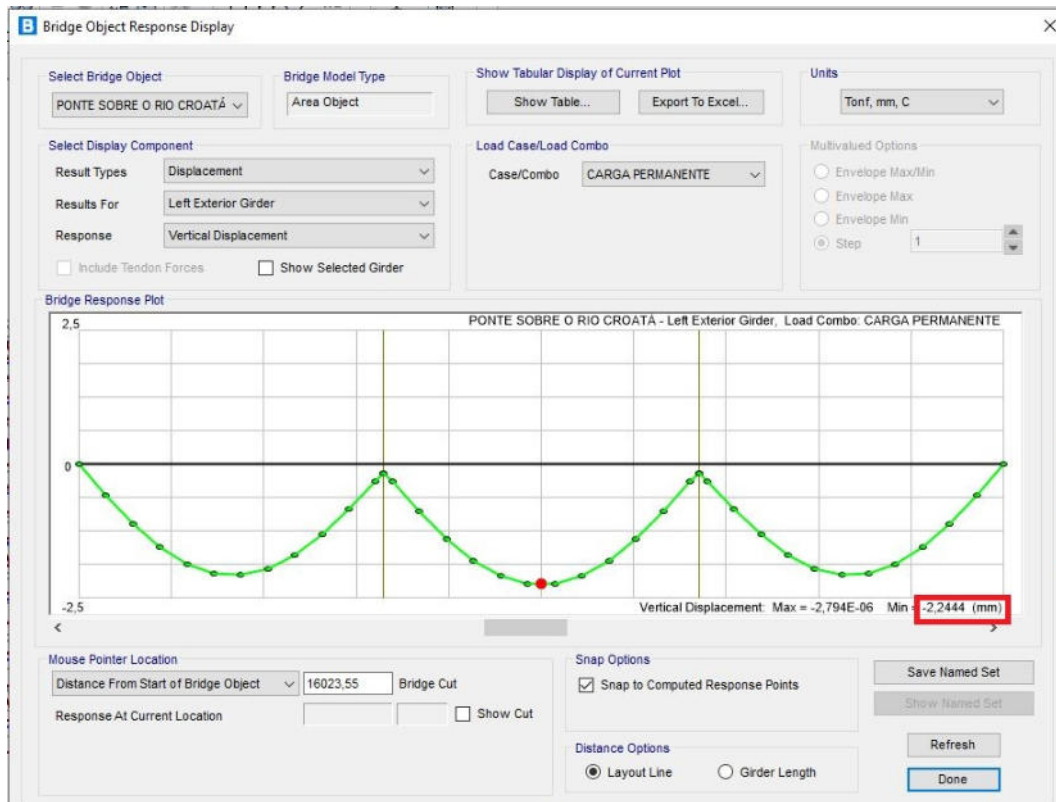 Bridge Object Response Display
Select Bridge Object
PONTE SOBRE O RIO CROATÁ
Bridge Model Type
Area Object
Show Tabular Display of Current Plot
Show Table...
Export To Excel...
Units
Tonf, mm, C
Select Display Component
Result Types
Displacement
Results For
Left Exterior Girder
Response
Vertical Displacement
Include Tendon Forces
Show Selected Girder
Load Case/Load Combo
Case/Combo
CARGA PERMANENTE
Multivalued Options
Envelope Max/Min
Envelope Max
Envelope Min
Step
1
Bridge Response Plot
2,5
PONTE SOBRE O RIO CROATÁ - Left Exterior Girder, Load Combo: CARGA PERMANENTE
0
-2,5
Vertical Displacement: Max = -2,794E-06 Min = -2,2444 (mm)
Mouse Pointer Location
Distance From Start of Bridge Object
16023,55
Bridge Cut
Response At Current Location
Show Cut
Snap Options
Snap to Computed Response Points
Distance Options
Layout Line
Girder Length
Save Named Set
Show Named Set
Refresh
Done